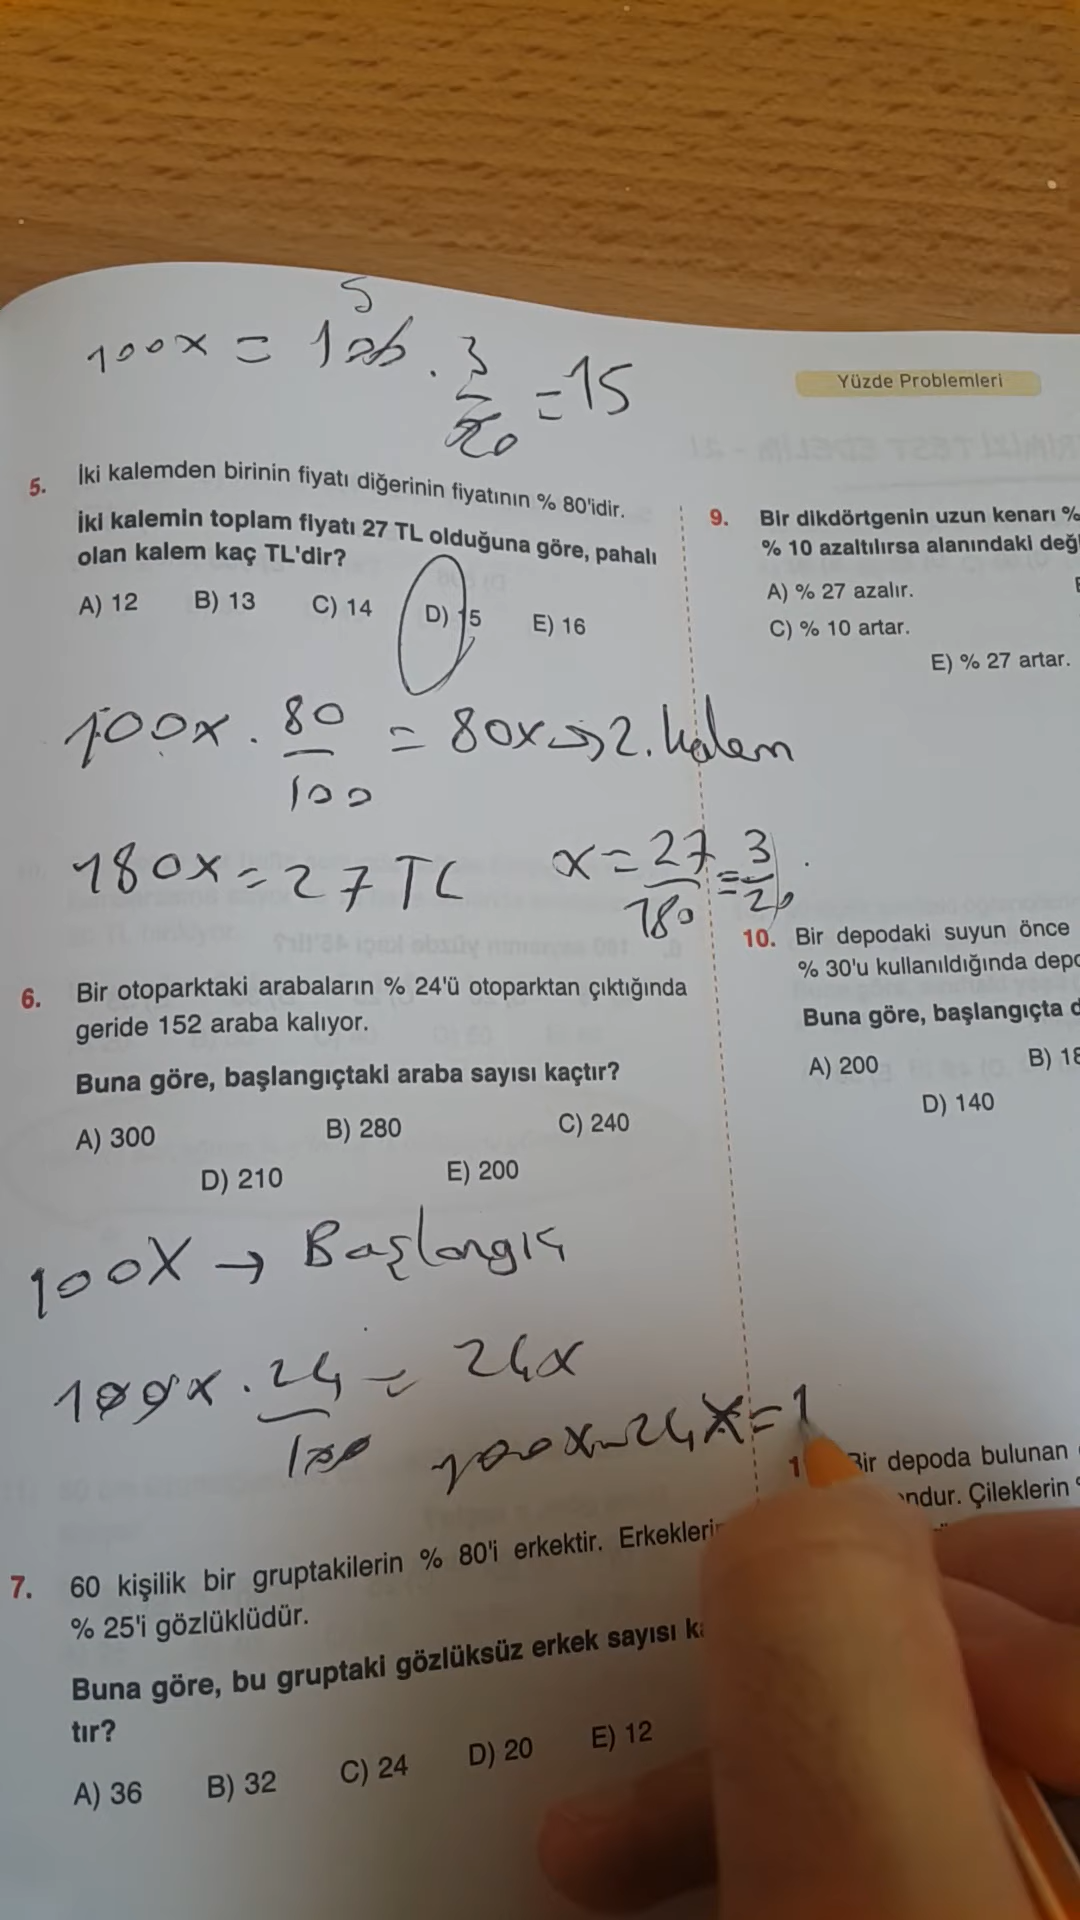 100x = 100 . 3/20 = 15
5
Yüzde Problemleri
5. İki kalemden birinin fiyatı diğerinin fiyatının % 80'idir.
İki kalemin toplam fiyatı 27 TL olduğuna göre, pahalı
olan kalem kaç TL'dir?
A) 12 B) 13 C) 14 D) 15 E) 16
100x . 80/100 = 80x → 2. kalem
180x = 27 TL x = 27/180 = 3/20
6. Bir otoparktaki arabaların % 24'ü otoparktan çıktığında
geride 152 araba kalıyor.
Buna göre, başlangıçtaki araba sayısı kaçtır?
A) 300 B) 280 C) 240
D) 210 E) 200
100X → Başlangıç
100x . 24/100 = 24x
100x - 24x = 1
7. 60 kişilik bir gruptakilerin % 80'i erkektir.
% 25'i gözlüklüdür.
Buna göre, bu gruptaki gözlüksüz erkek sayısı
tır?
A) 36 B) 32 C) 24 D) 20 E) 12
9. Bir dikdörtgenin uzun kenarı %
% 10 azaltılırsa alanındaki
A) % 27 azalır.
C) % 10 artar.
E) % 27 artar.
10. Bir depodaki suyun önce
% 30'u kullanıldığında
Buna göre, başlangıçta
A) 200 B)
D) 140
Bir depoda bulunan
Çileklerin